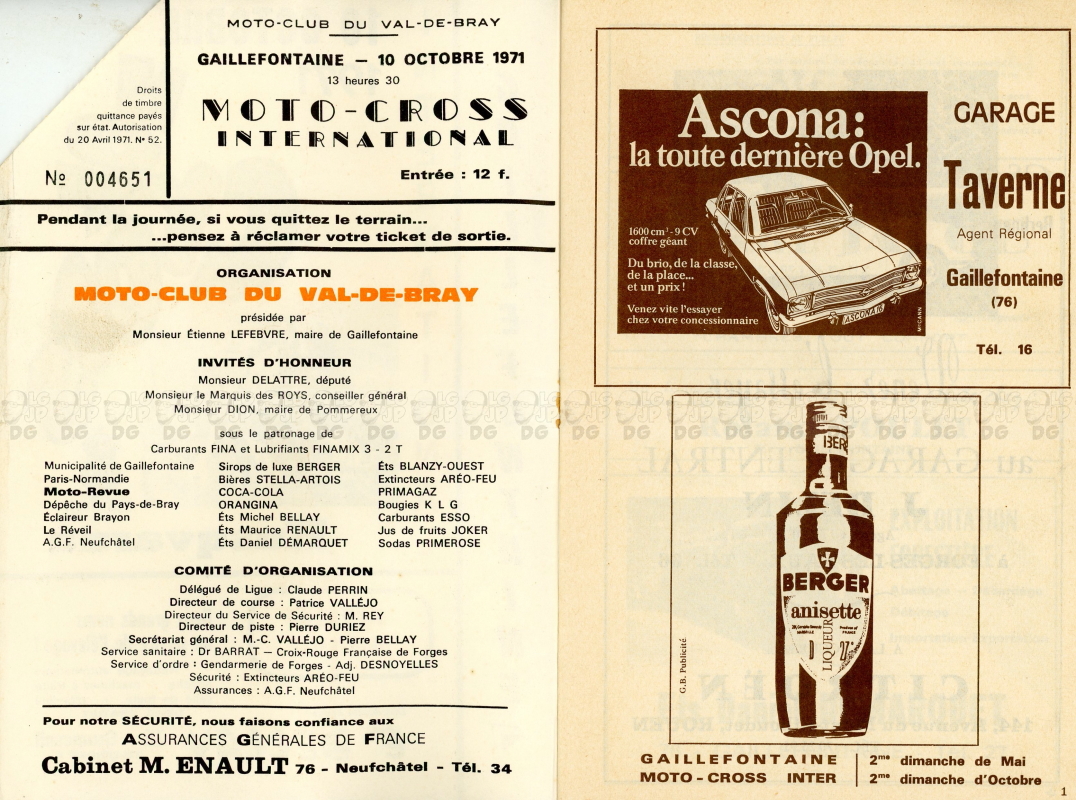 MOTO-CLUB DU VAL-DE-BRAY
GAILLEFONTAINE — 10 OCTOBRE 1971
13 heures 30
MOTO-CROSS
INTERNATIONAL
Entrée : 12 f.
Droits
de timbre
quittance payés
sur état. Autorisation
du 20 Avril 1971. N° 52.
No 004651
Pendant la journée, si vous quittez le terrain...
...pensez à réclamer votre ticket de sortie.
ORGANISATION
MOTO-CLUB DU VAL-DE-BRAY
présidée par
Monsieur Étienne LEFEBVRE, maire de Gaillefontaine
INVITÉS D'HONNEUR
Monsieur DELATTRE, député
Monsieur le Marquis des ROYS, conseiller général
Monsieur DION, maire de Pommereux
sous le patronage de
Carburants FINA et Lubrifiants FINAMIX 3 - 2 T
Municipalité de Gaillefontaine
Paris-Normandie
Moto-Revue
Dépêche du Pays-de-Bray
Éclaireur Brayon
Le Réveil
A.G.F. Neufchâtel
Sirops de luxe BERGER
Bières STELLA-ARTOIS
COCA-COLA
ORANGINA
Éts Michel BELLAY
Éts Maurice RENAULT
Éts Daniel DÉMARQUET
Éts BLANZY-OUEST
Extincteurs ARÉO-FEU
PRIMAGAZ
Bougies K L G
Carburants ESSO
Jus de fruits JOKER
Sodas PRIMEROSE
COMITÉ D'ORGANISATION
Délégué de Ligue : Claude PERRIN
Directeur de course : Patrice VALLÉJO
Directeur du Service de Sécurité : M. REY
Directeur de piste : Pierre DURIEZ
Secrétariat général : M.-C. VALLÉJO - Pierre BELLAY
Service sanitaire : Dr BARRAT — Croix-Rouge Française de Forges
Service d'ordre : Gendarmerie de Forges - Adj. DESNOYELLES
Sécurité : Extincteurs ARÉO-FEU
Assurances : A.G.F. Neufchâtel
Pour notre SÉCURITÉ, nous faisons confiance aux
ASSURANCES GÉNÉRALES DE FRANCE
Cabinet M. ENAULT 76 - Neufchâtel - Tél. 34
Ascona:
la toute dernière Opel.
1600 cm³ - 9 CV
coffre géant
Du brio, de la classe,
de la place...
et un prix !
Venez vite l'essayer
chez votre concessionnaire
ASCONA 16
McCANN
GARAGE
Taverne
Agent Régional
Gaillefontaine
(76)
Tél. 16
BERGER
anisette
LIQUEUR
G.B. Publicité
GAILLEFONTAINE
MOTO-CROSS INTER
2me dimanche de Mai
2me dimanche d'Octobre
1